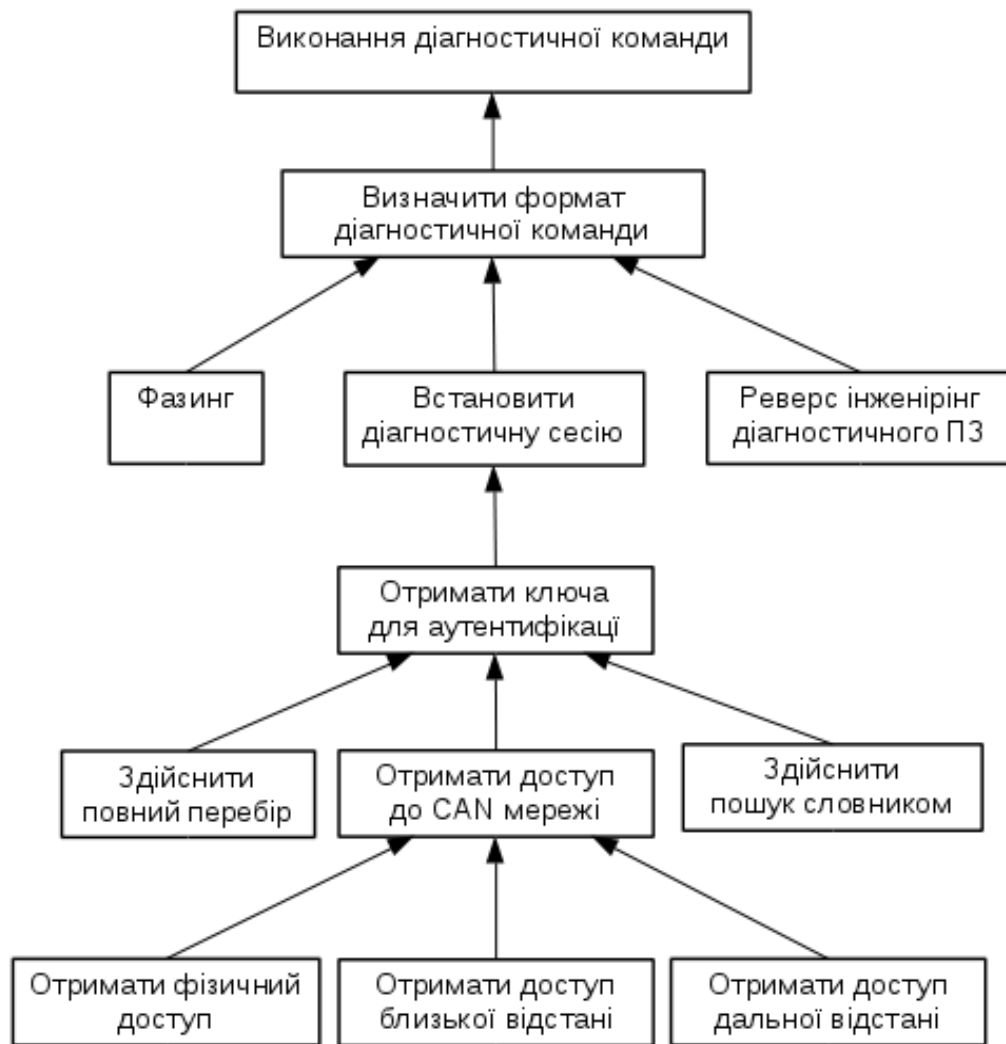 Виконання діагностичної команди
Визначити формат
діагностичної команди
Фазинг
Встановити
діагностичну сесію
Реверс інженірінг
діагностичного ПЗ
Отримати ключа
для аутентифікації
Здійснити
повний перебір
Отримати доступ
до CAN мережі
Здійснити
пошук словником
Отримати фізичний
доступ
Отримати доступ
близької відстані
Отримати доступ
дальної відстані